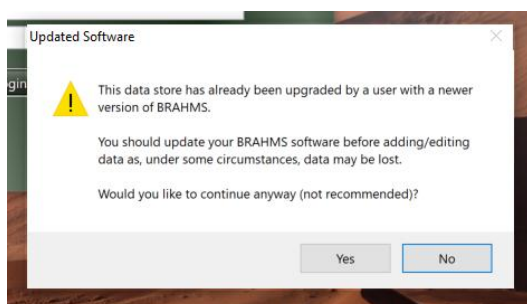 Updated Software
gin
This data store has already been upgraded by a user with a newer
version of BRAHMS.
You should update your BRAHMS software before adding/editing
data as, under some circumstances, data may be lost.
Would you like to continue anyway (not recommended)?
Yes
No